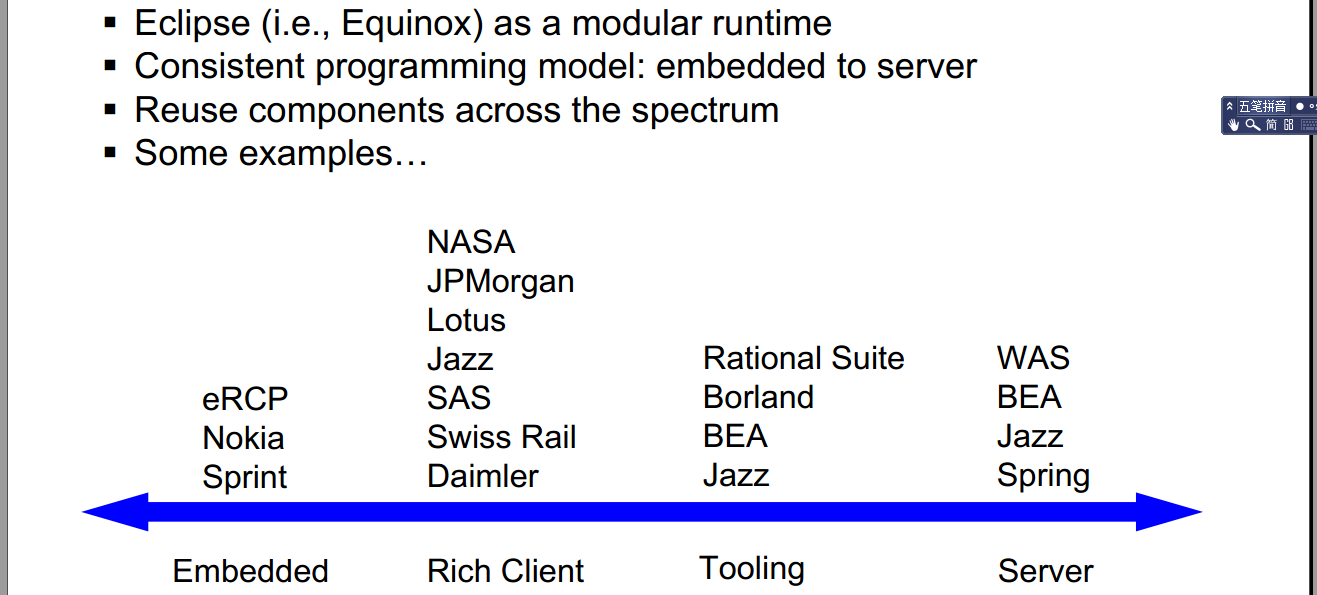 ▪ Eclipse (i.e., Equinox) as a modular runtime
▪ Consistent programming model: embedded to server
▪ Reuse components across the spectrum
▪ Some examples…
五笔拼音
简 GB
NASA
JPMorgan
Lotus
Jazz
SAS
Swiss Rail
Daimler
eRCP
Nokia
Sprint
Rational Suite
Borland
BEA
Jazz
WAS
BEA
Jazz
Spring
Embedded Rich Client Tooling Server